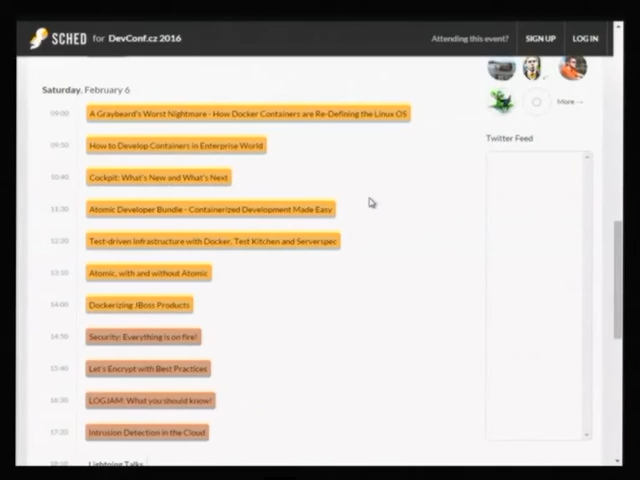 SCHED for DevConf.cz 2016
Attending this event?
SIGN UP
LOG IN
Saturday, February 6
More
Twitter Feed
09:00 A Graybeard's Worst Nightmare - How Docker Containers are Re-Defining the Linux OS
09:50 How to Develop Containers in Enterprise World
10:40 Cockpit: What's New and What's Next
11:30 Atomic Developer Bundle - Containerized Development Made Easy
12:20 Test-driven Infrastructure with Docker, Test Kitchen and Serverspec
13:10 Atomic, with and without Atomic
14:00 Dockerizing JBoss Products
14:50 Security: Everything is on fire!
15:40 Let's Encrypt with Best Practices
16:30 LOGJAM: What you should know!
17:20 Intrusion Detection in the Cloud
18:10 Lightning Talks